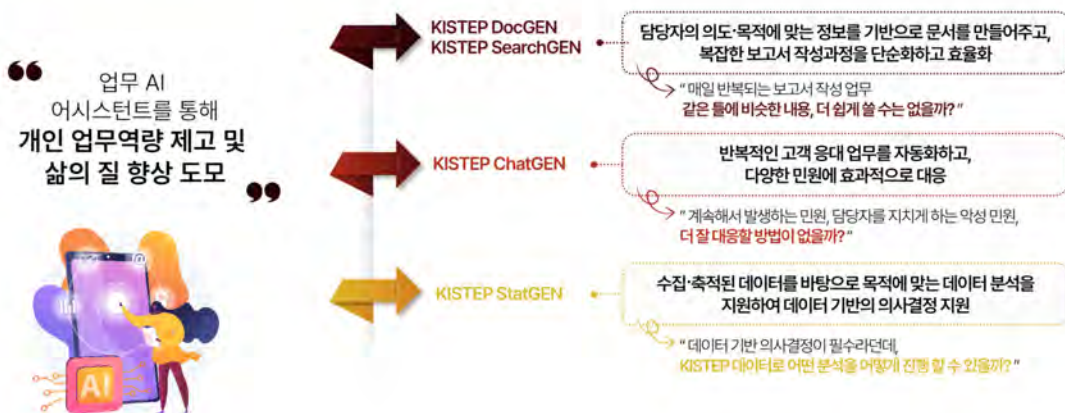 업무 AI
어시스턴트를 통해
개인 업무역량 제고 및
삶의 질 향상 도모
KISTEP DocGEN
KISTEP SearchGEN
담당자의 의도·목적에 맞는 정보를 기반으로 문서를 만들어주고,
복잡한 보고서 작성과정을 단순화하고 효율화
“ 매일 반복되는 보고서 작성 업무
같은 틀에 비슷한 내용, 더 쉽게 쓸 수는 없을까? ”
KISTEP ChatGEN
반복적인 고객 응대 업무를 자동화하고,
다양한 민원에 효과적으로 대응
“ 계속해서 발생하는 민원, 담당자를 지치게 하는 악성 민원,
더 잘 대응할 방법이 없을까? ”
KISTEP StatGEN
수집·축적된 데이터를 바탕으로 목적에 맞는 데이터 분석을
지원하여 데이터 기반의 의사결정 지원
“ 데이터 기반 의사결정이 필수라던데,
KISTEP 데이터로 어떤 분석을 어떻게 진행 할 수 있을까? ”
AI